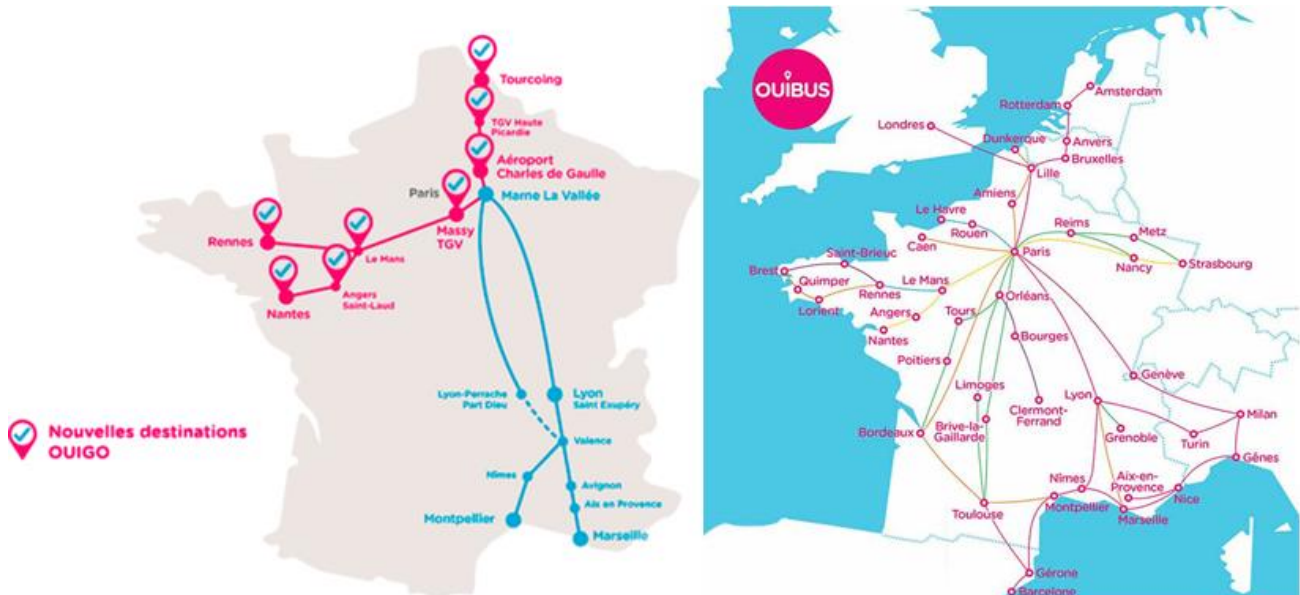 Tourcoing
TGV Haute
Picardie
Aéroport
Charles de Gaulle
Paris
Marne La Vallée
Massy
TGV
Rennes
Le Mans
Angers
Saint-Laud
Nantes
Lyon-Perrache
Part Dieu
Lyon
Saint Exupéry
Valence
Nîmes
Avignon
Aix en Provence
Montpellier
Marseille
Nouvelles destinations
OUIGO
OUIBUS
Amsterdam
Rotterdam
Londres
Dunkerque
Anvers
Bruxelles
Lille
Amiens
Le Havre
Rouen
Reims
Metz
Caen
Paris
Nancy
Strasbourg
Saint-Brieuc
Brest
Quimper
Le Mans
Rennes
Lorient
Orléans
Angers
Tours
Nantes
Bourges
Poitiers
Genève
Limoges
Lyon
Clermont-
Ferrand
Milan
Bordeaux
Brive-la-
Gaillarde
Grenoble
Turin
Gênes
Nîmes
Aix-en-
Provence
Nice
Toulouse
Montpellier
Marseille
Gérone
Barcelone